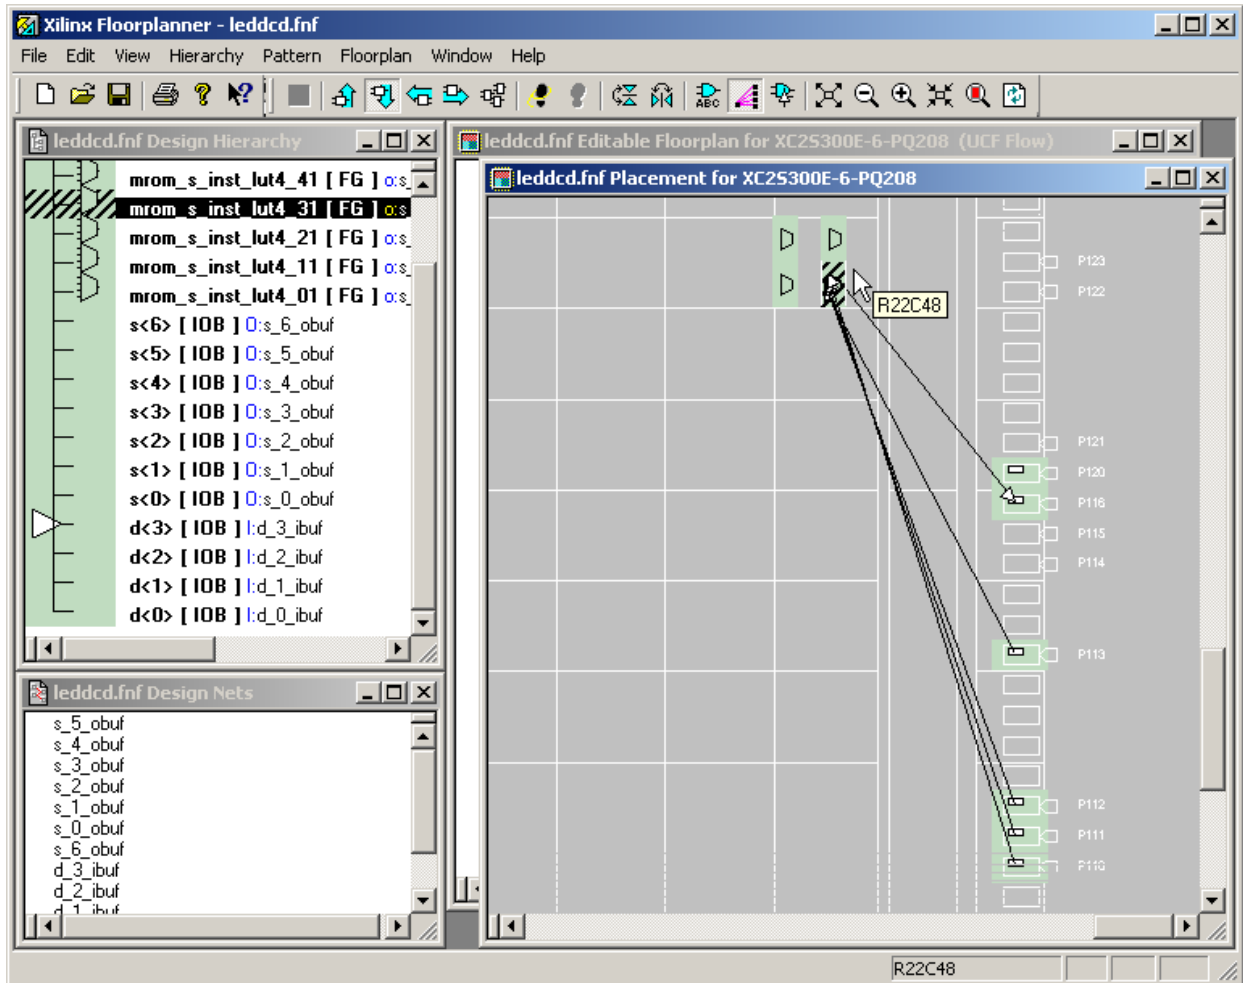 Xilinx Floorplanner - leddcd.fnf
File Edit View Hierarchy Pattern Floorplan Window Help
ABC
leddcd.fnf Design Hierarchy
mrom_s_inst_lut4_41 [ FG ] o:s_
mrom_s_inst_lut4_31 [ FG ] o:s
mrom_s_inst_lut4_21 [ FG ] o:s_
mrom_s_inst_lut4_11 [ FG ] o:s_
mrom_s_inst_lut4_01 [ FG ] o:s_
s<6> [ IOB ] O:s_6_obuf
s<5> [ IOB ] O:s_5_obuf
s<4> [ IOB ] O:s_4_obuf
s<3> [ IOB ] O:s_3_obuf
s<2> [ IOB ] O:s_2_obuf
s<1> [ IOB ] O:s_1_obuf
s<0> [ IOB ] O:s_0_obuf
d<3> [ IOB ] I:d_3_ibuf
d<2> [ IOB ] I:d_2_ibuf
d<1> [ IOB ] I:d_1_ibuf
d<0> [ IOB ] I:d_0_ibuf
leddcd.fnf Design Nets
s_5_obuf
s_4_obuf
s_3_obuf
s_2_obuf
s_1_obuf
s_0_obuf
s_6_obuf
d_3_ibuf
d_2_ibuf
d_1_ibuf
leddcd.fnf Editable Floorplan for XC2S300E-6-PQ208 (UCF Flow)
leddcd.fnf Placement for XC2S300E-6-PQ208
R22C48
P123
P122
P121
P120
P116
P115
P114
P113
P112
P111
P110
R22C48